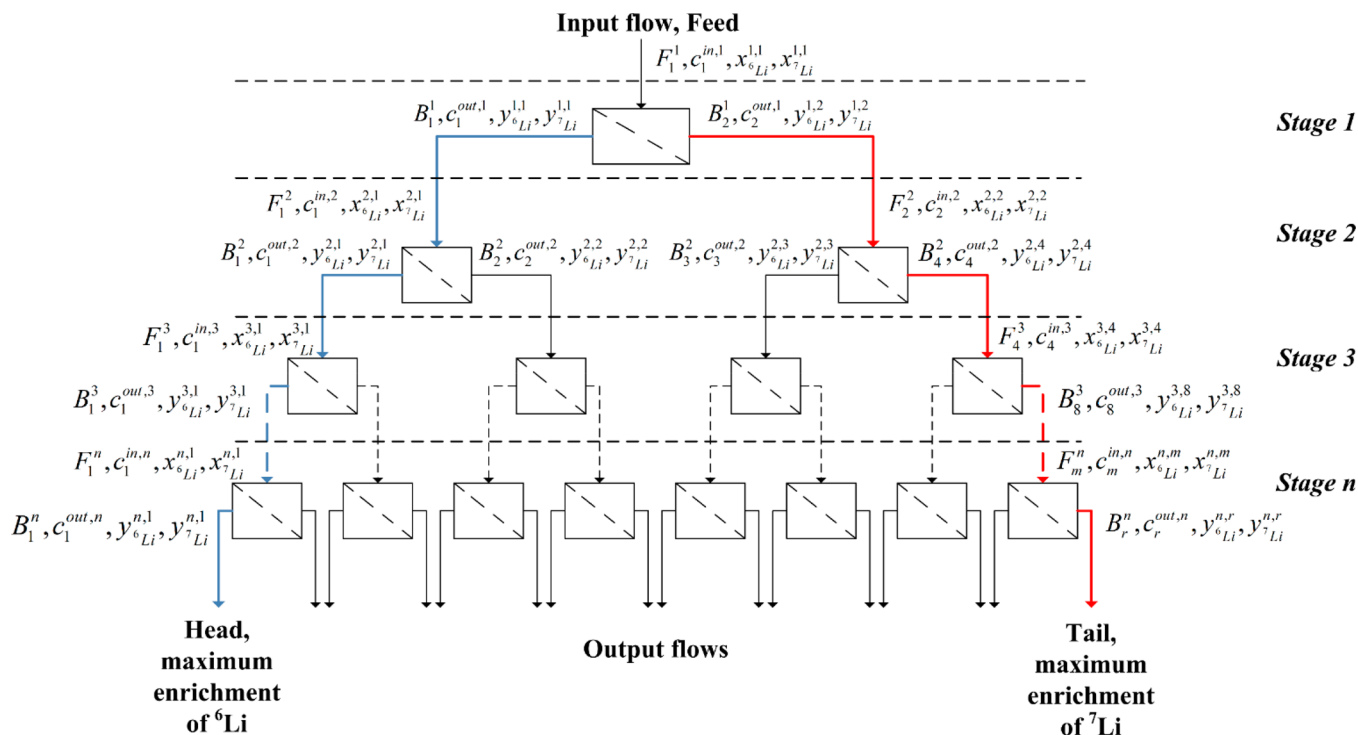 Input flow, Feed
F_1^1, c_1^{in,1}, x_{^6Li}^{1,1}, x_{^7Li}^{1,1}
B_1^1, c_1^{out,1}, y_{^6Li}^{1,1}, y_{^7Li}^{1,1}
B_2^1, c_2^{out,1}, y_{^6Li}^{1,2}, y_{^7Li}^{1,2}
Stage 1
F_1^2, c_1^{in,2}, x_{^6Li}^{2,1}, x_{^7Li}^{2,1}
F_2^2, c_2^{in,2}, x_{^6Li}^{2,2}, x_{^7Li}^{2,2}
Stage 2
B_1^2, c_1^{out,2}, y_{^6Li}^{2,1}, y_{^7Li}^{2,1}
B_2^2, c_2^{out,2}, y_{^6Li}^{2,2}, y_{^7Li}^{2,2}
B_3^2, c_3^{out,2}, y_{^6Li}^{2,3}, y_{^7Li}^{2,3}
B_4^2, c_4^{out,2}, y_{^6Li}^{2,4}, y_{^7Li}^{2,4}
F_1^3, c_1^{in,3}, x_{^6Li}^{3,1}, x_{^7Li}^{3,1}
F_4^3, c_4^{in,3}, x_{^6Li}^{3,4}, x_{^7Li}^{3,4}
Stage 3
B_1^3, c_1^{out,3}, y_{^6Li}^{3,1}, y_{^7Li}^{3,1}
B_8^3, c_8^{out,3}, y_{^6Li}^{3,8}, y_{^7Li}^{3,8}
F_1^n, c_1^{in,n}, x_{^6Li}^{n,1}, x_{^7Li}^{n,1}
F_m^n, c_m^{in,n}, x_{^6Li}^{n,m}, x_{^7Li}^{n,m}
Stage n
B_1^n, c_1^{out,n}, y_{^6Li}^{n,1}, y_{^7Li}^{n,1}
B_r^n, c_r^{out,n}, y_{^6Li}^{n,r}, y_{^7Li}^{n,r}
Head,
maximum
enrichment
of ^6Li
Output flows
Tail,
maximum
enrichment
of ^7Li